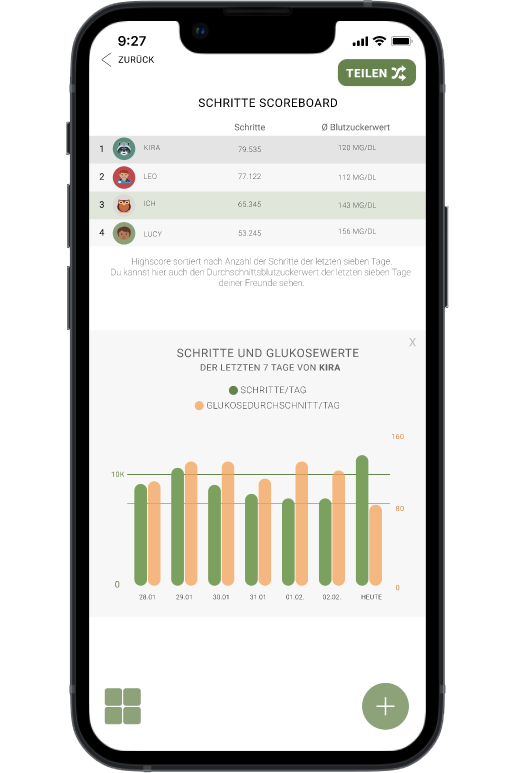 9:27
ZURÜCK
TEILEN
SCHRITTE SCOREBOARD
Schritte Ø Blutzuckerwert
1 KIRA 79.535 120 MG/DL
2 LEO 77.122 112 MG/DL
3 ICH 65.345 143 MG/DL
4 LUCY 53.245 156 MG/DL
Highscore sortiert nach Anzahl der Schritte der letzten sieben Tage.
Du kannst hier auch den Durchschnittsblutzuckerwert der letzten sieben Tage
deiner Freunde sehen.
X
SCHRITTE UND GLUKOSEWERTE
DER LETZTEN 7 TAGE VON KIRA
SCHRITTE/TAG
GLUKOSEDURCHSCHNITT/TAG
160
10K
80
0 0
28.01 29.01 30.01 31.01 01.02. 02.02. HEUTE